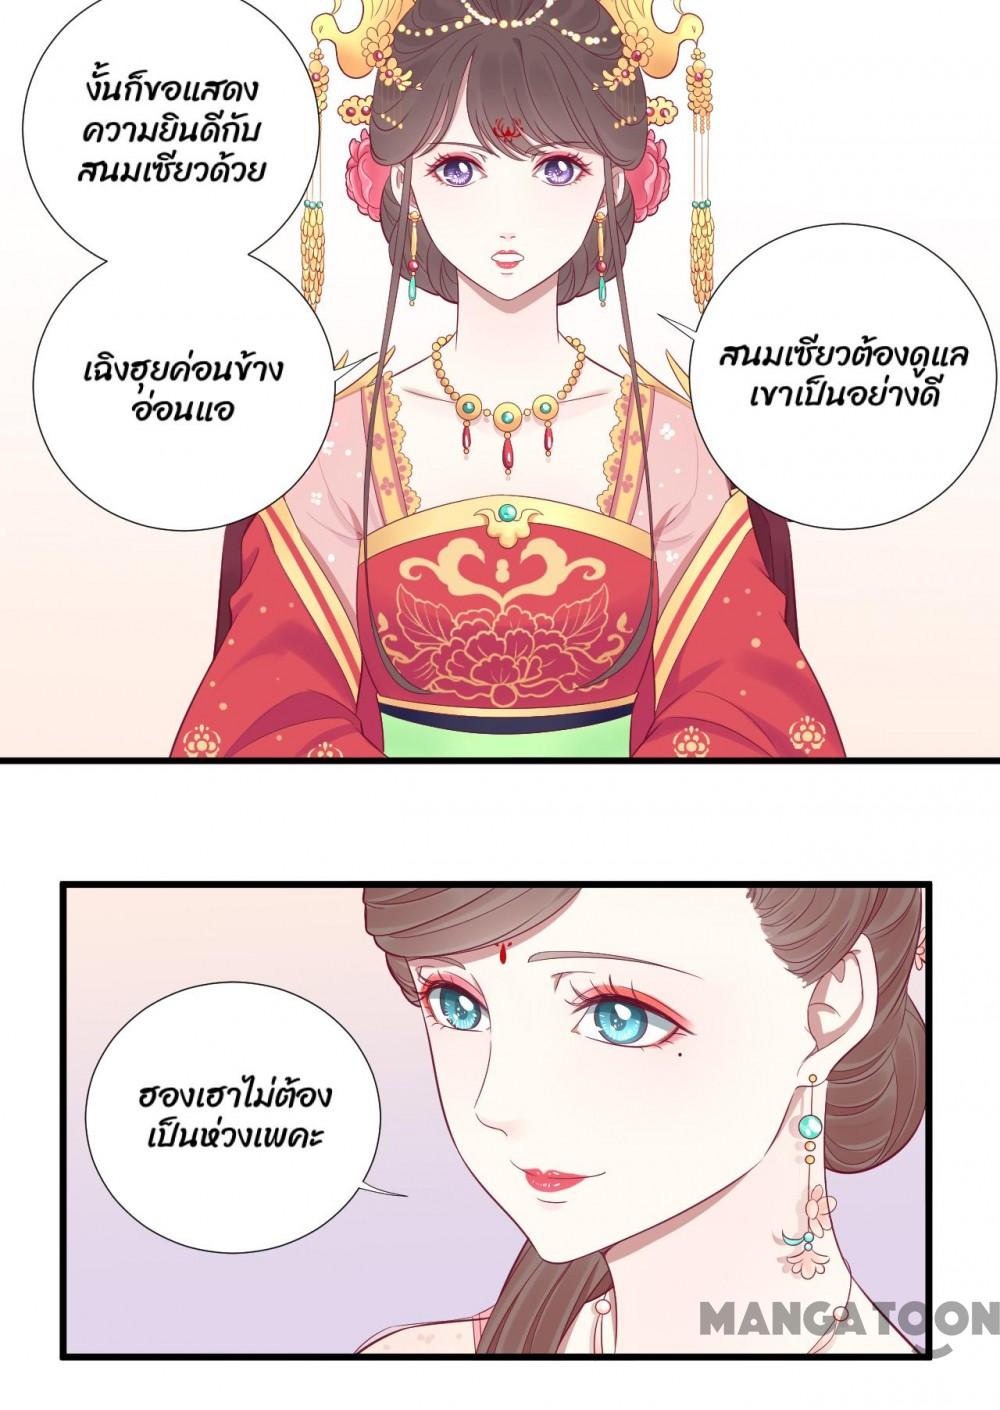 งั้นก็ขอแสดง
ความยินดีกับ
สนมเซียวด้วย
เฉิงฮุยค่อนข้าง
อ่อนแอ
สนมเซียวต้องดูแล
เขาเป็นอย่างดี
ฮองเฮาไม่ต้อง
เป็นห่วงเพคะ
MANGATOON